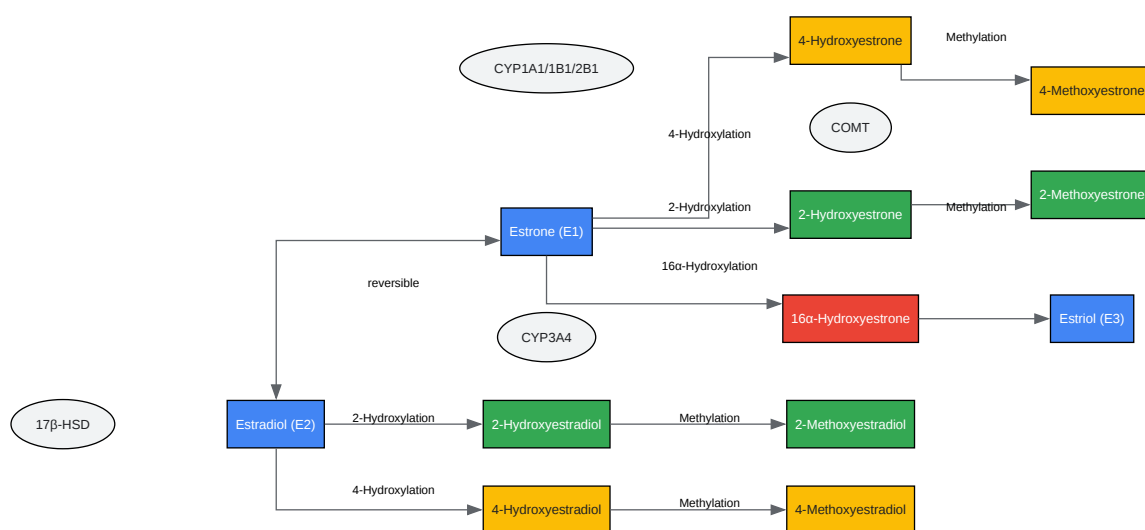 4-Hydroxyestrone
Methylation
CYP1A1/1B1/2B1
4-Methoxyestrone
COMT
4-Hydroxylation
2-Methoxyestrone
2-Hydroxylation
2-Hydroxyestrone
Methylation
Estrone (E1)
16α-Hydroxylation
reversible
16α-Hydroxyestrone
Estriol (E3)
CYP3A4
17β-HSD
Estradiol (E2)
2-Hydroxylation
2-Hydroxyestradiol
Methylation
2-Methoxyestradiol
4-Hydroxylation
4-Hydroxyestradiol
Methylation
4-Methoxyestradiol